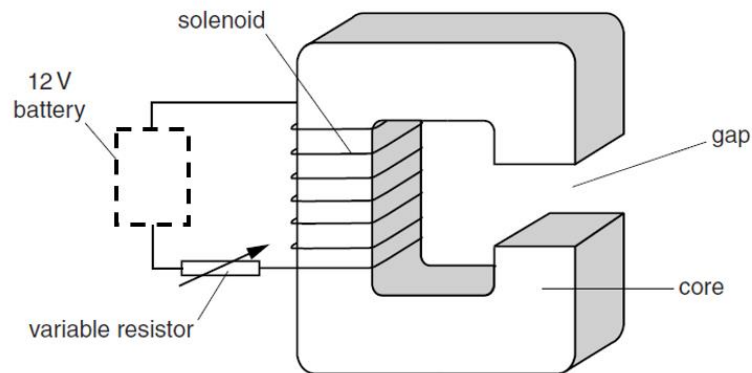 solenoid
12 V
battery
gap
core
variable resistor